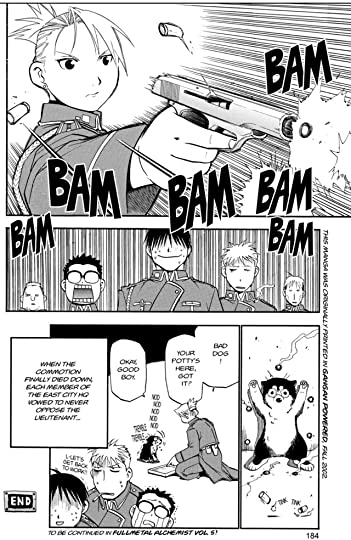 BAM
BAM
BAM
BAM
BAM
BAM
BAM
THIS MANGA WAS ORIGINALLY PRINTED IN GANGAN POWERED, FALL 2002
BAD
DOG
!
YOUR
POTTY'S
HERE,
GOT
IT?
OKAY,
GOOD
BOY.
NOD
NOD
NOD
NOD
TREMBLE
TREMBLE
TINK
TINK
WHEN THE
COMMOTION
FINALLY DIED DOWN,
EACH MEMBER OF
THE EAST CITY HQ
VOWED TO NEVER
OPPOSE THE
LIEUTENANT...
L-LET'S
GET BACK
TO WORK!
END
TO BE CONTINUED IN FULLMETAL ALCHEMIST VOL. 5!
184